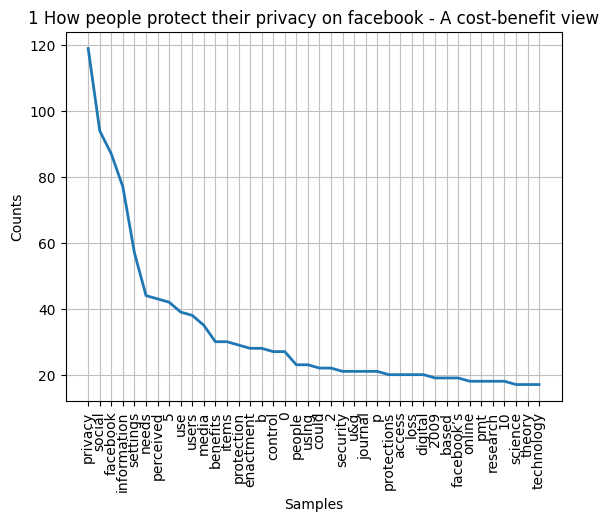 1 How people protect their privacy on facebook - A cost-benefit view
120
100
80
60
40
20
Counts
privacy
social
facebook
information
settings
needs
perceived
5
use
users
media
benefits
items
protection
enactment
b
control
0
people
using
could
2
security
u&g
journal
p
protections
access
loss
digital
2009
based
facebook's
online
pmt
research
10
science
theory
technology
Samples